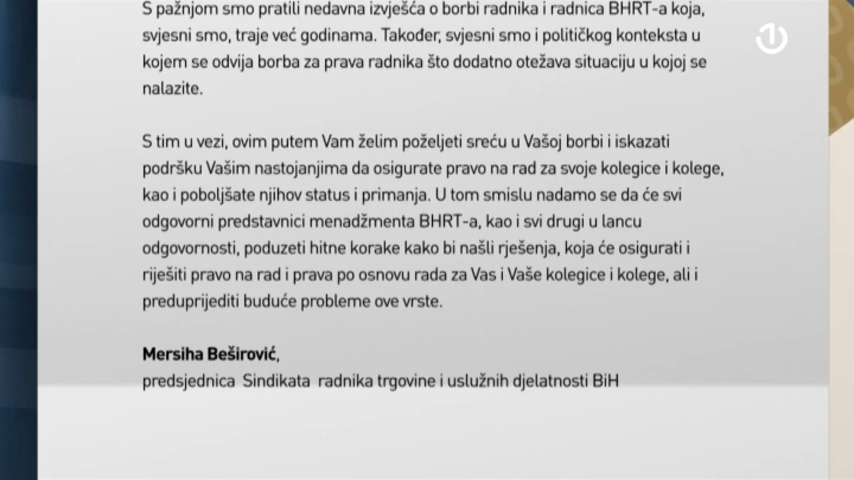 S pažnjom smo pratili nedavna izvješća o borbi radnika i radnica BHRT-a koja,
svjesni smo, traje već godinama. Također, svjesni smo i političkog konteksta u
kojem se odvija borba za prava radnika što dodatno otežava situaciju u kojoj se
nalazite.
S tim u vezi, ovim putem Vam želim poželjeti sreću u Vašoj borbi i iskazati
podršku Vašim nastojanjima da osigurate pravo na rad za svoje kolegice i kolege,
kao i poboljšate njihov status i primanja. U tom smislu nadamo se da će svi
odgovorni predstavnici menadžmenta BHRT-a, kao i svi drugi u lancu
odgovornosti, poduzeti hitne korake kako bi našli rješenja, koja će osigurati i
riješiti pravo na rad i prava po osnovu rada za Vas i Vaše kolegice i kolege, ali i
preduprijediti buduće probleme ove vrste.
Mersiha Beširović,
predsjednica Sindikata radnika trgovine i uslužnih djelatnosti BiH
1